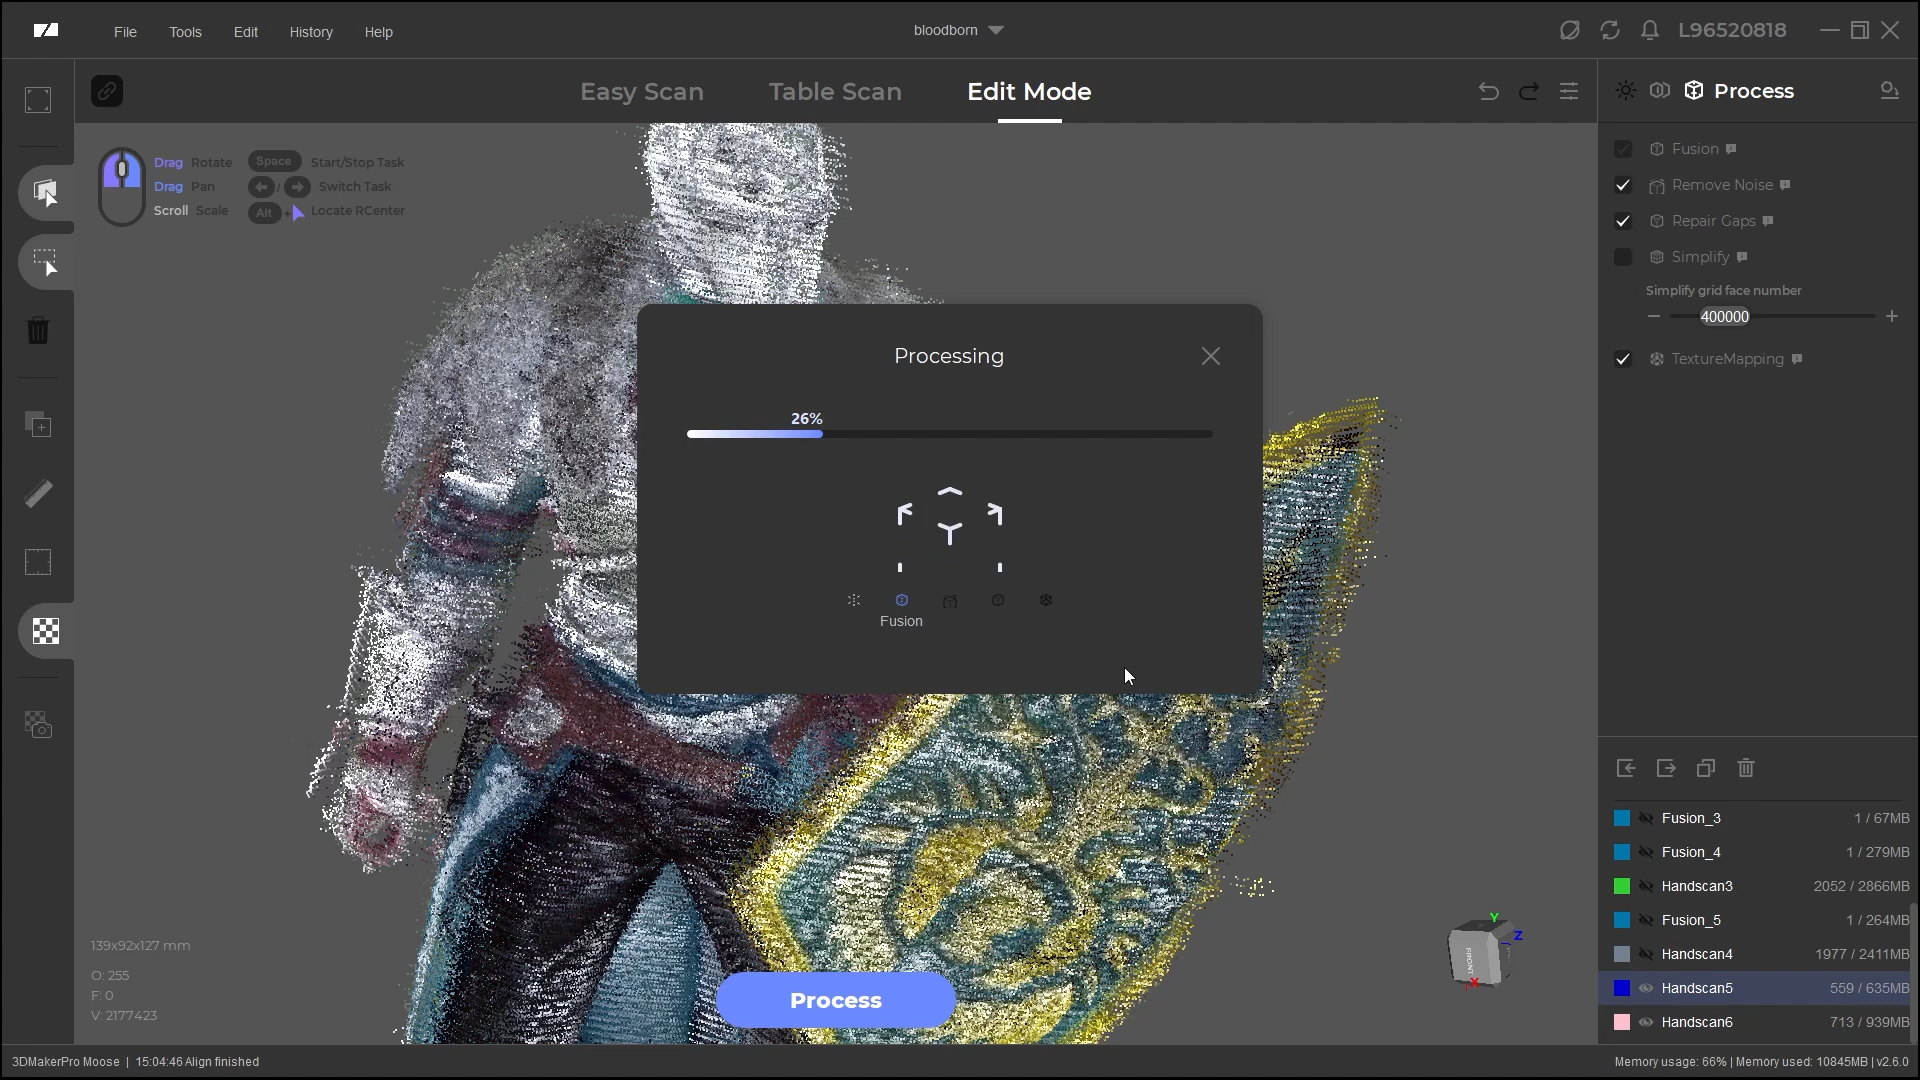 File Tools Edit History Help
bloodborn
L96520818
Easy Scan Table Scan Edit Mode
Process
Drag Rotate Space Start/Stop Task
Drag Pan / Switch Task
Scroll Scale Alt + Locate RCenter
Fusion
Remove Noise
Repair Gaps
Simplify
Simplify grid face number
400000
TextureMapping
Processing
26%
Fusion
Fusion_3 1 / 67MB
Fusion_4 1 / 279MB
Handscan3 2052 / 2866MB
Fusion_5 1 / 264MB
Handscan4 1977 / 2411MB
Handscan5 559 / 635MB
Handscan6 713 / 939MB
Y
Z
FRONT
X
139x92x127 mm
O: 255
F: 0
V: 2177423
Process
3DMakerPro Moose | 15:04:46 Align finished
Memory usage: 66% | Memory used: 10845MB | v2.6.0